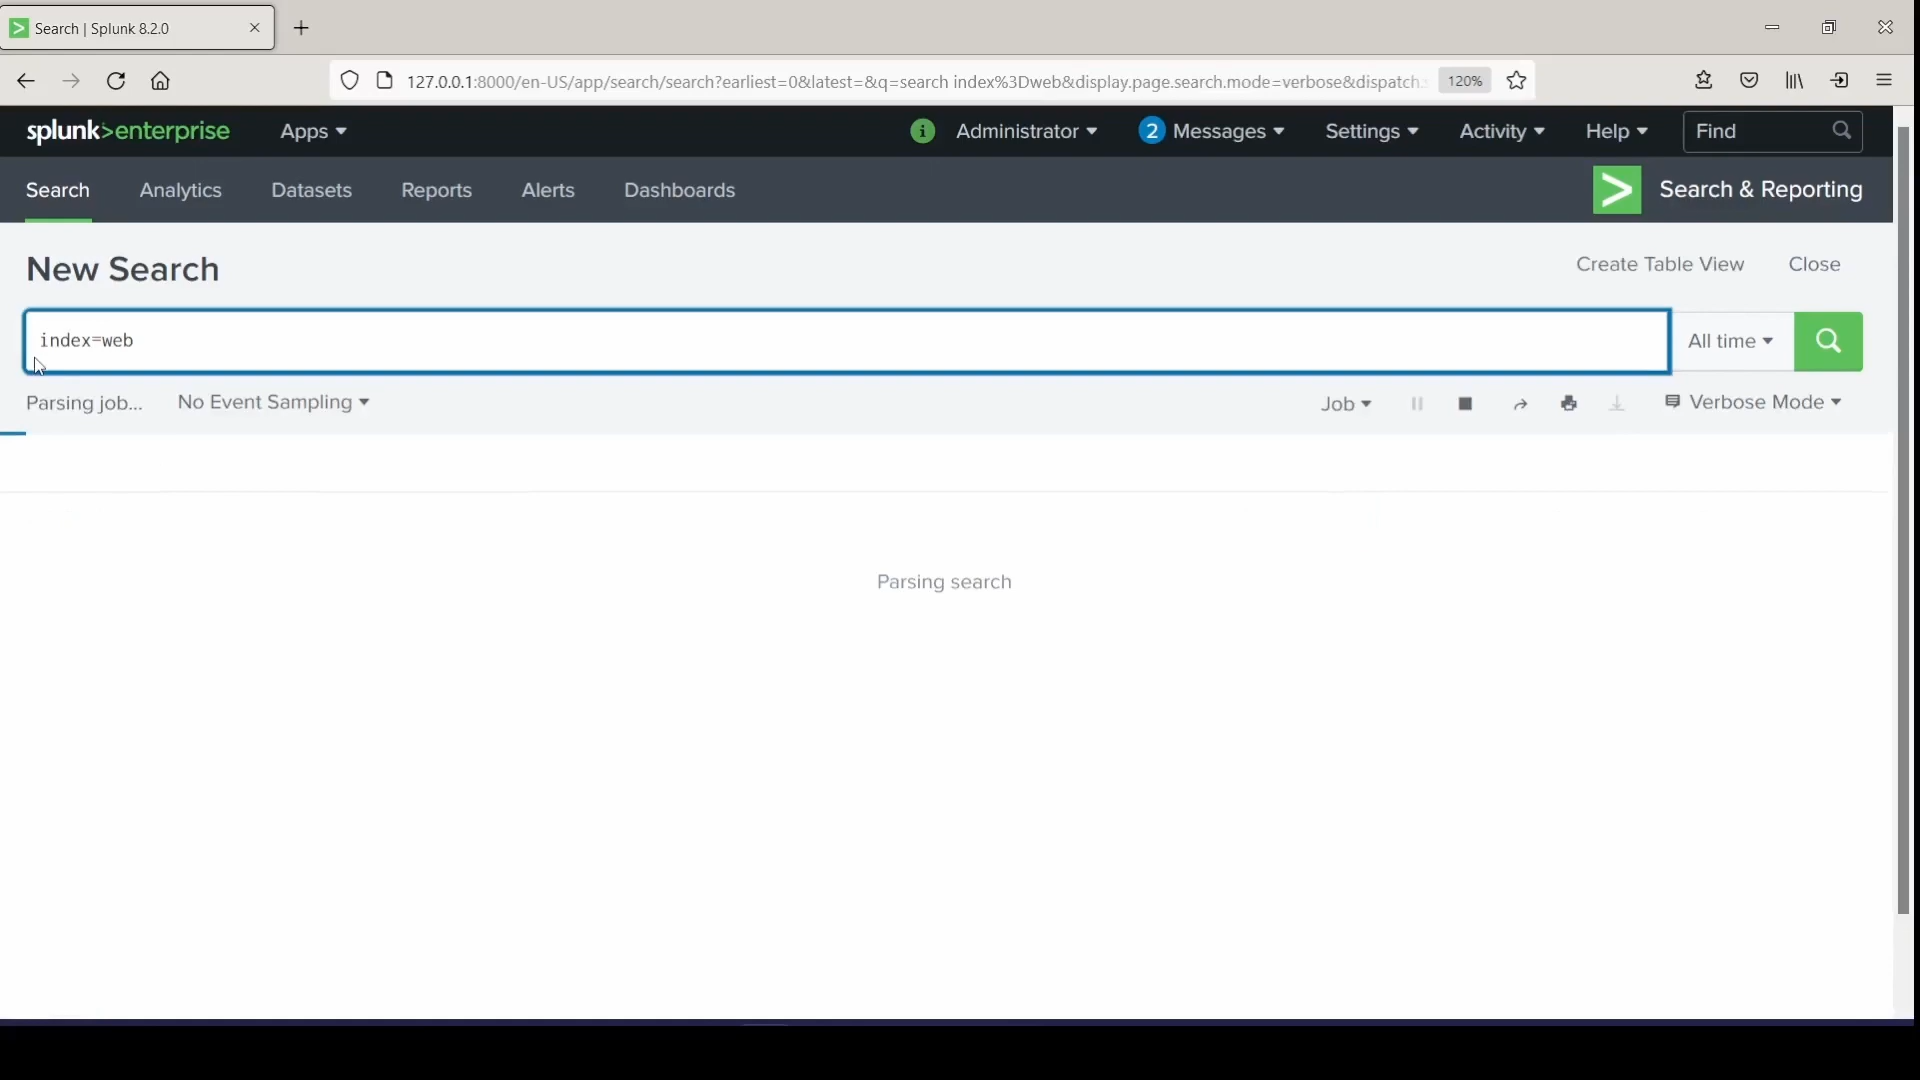 Search | Splunk 8.2.0
127.0.0.1:8000/en-US/app/search/search?earliest=0&latest=&q=search index%3Dweb&display.page.search.mode=verbose&dispatch.
120%
splunk>enterprise Apps i Administrator 2 Messages Settings Activity Help Find
Search Analytics Datasets Reports Alerts Dashboards Search & Reporting
New Search Create Table View Close
index=web All time
Parsing job... No Event Sampling Job Verbose Mode
Parsing search